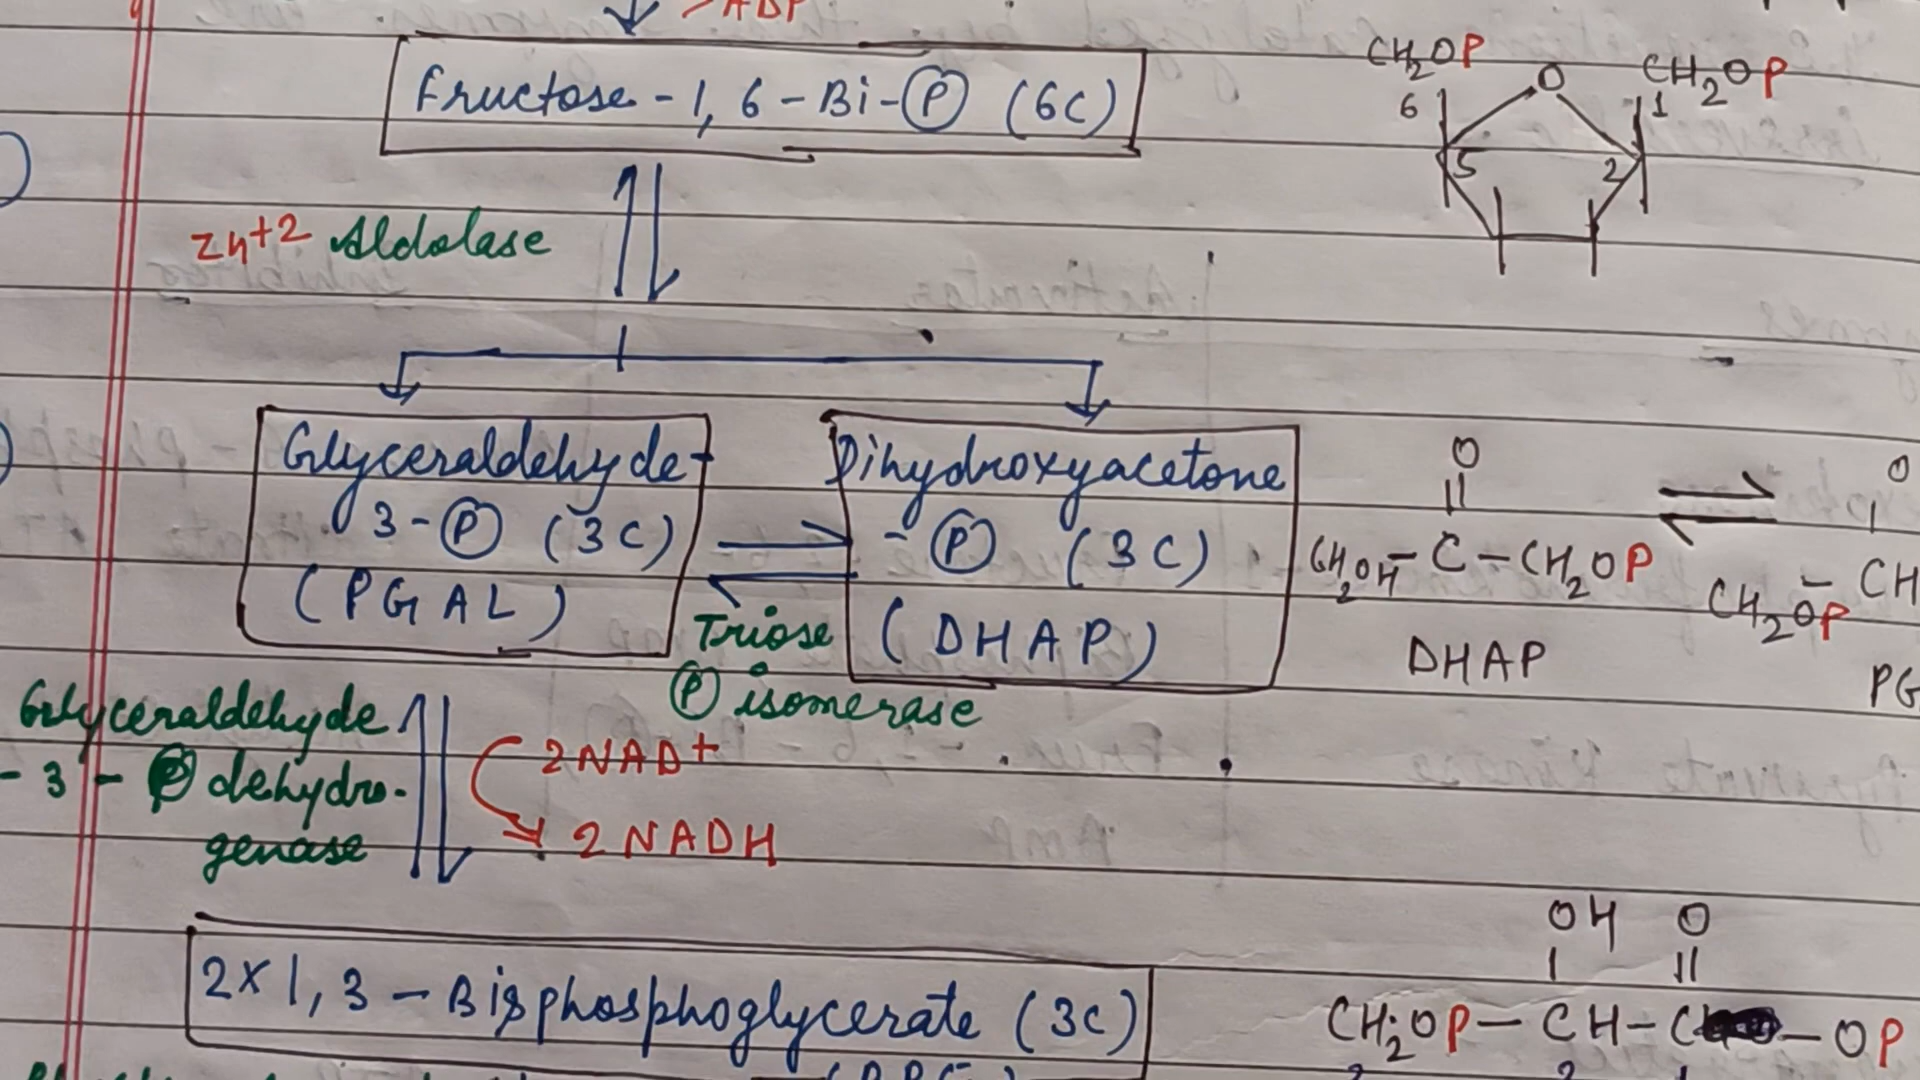 ADP
Fructose-1, 6-Bi-Ⓟ (6C)
CH2OP
O
CH2OP
6
1
5
2
Zn+2 Aldolase
Glyceraldehyde-
3-Ⓟ (3C)
(PGAL)
Dihydroxyacetone
-Ⓟ (3C)
(DHAP)
Triose
Ⓟ isomerase
O
CH2OH-C-CH2OP
DHAP
O
CH2OP-CH
PG
Glyceraldehyde
-3-Ⓟ dehydro-
genase
2NAD+
2NADH
2x1,3-Bisphosphoglycerate (3C)
OH O
CH2OP-CH-C-OP